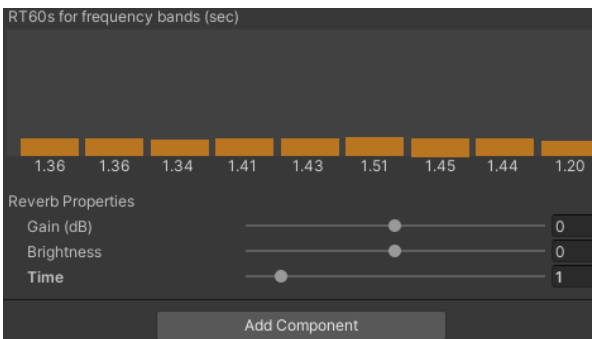 RT60s for frequency bands (sec)
1.36 1.36 1.34 1.41 1.43 1.51 1.45 1.44 1.20
Reverb Properties
Gain (dB) 0
Brightness 0
Time 1
Add Component